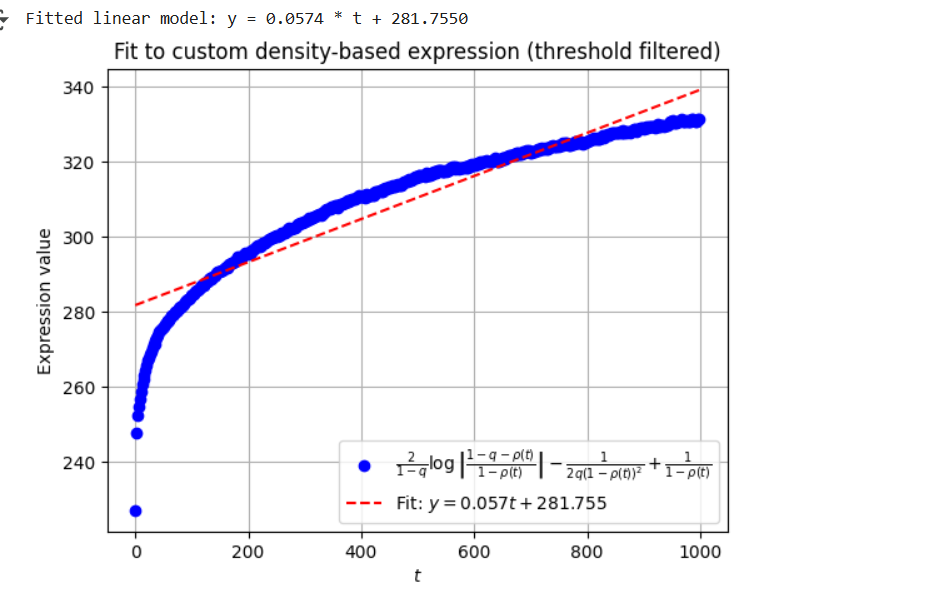 Fitted linear model: y = 0.0574 * t + 281.7550
Fit to custom density-based expression (threshold filtered)
340
320
300
280
260
240
Expression value
2/(1−q) log |(1−q−ρ(t))/(1−ρ(t))| − 1/(2q(1−ρ(t))²) + 1/(1−ρ(t))
Fit: y = 0.057t + 281.755
0 200 400 600 800 1000
t